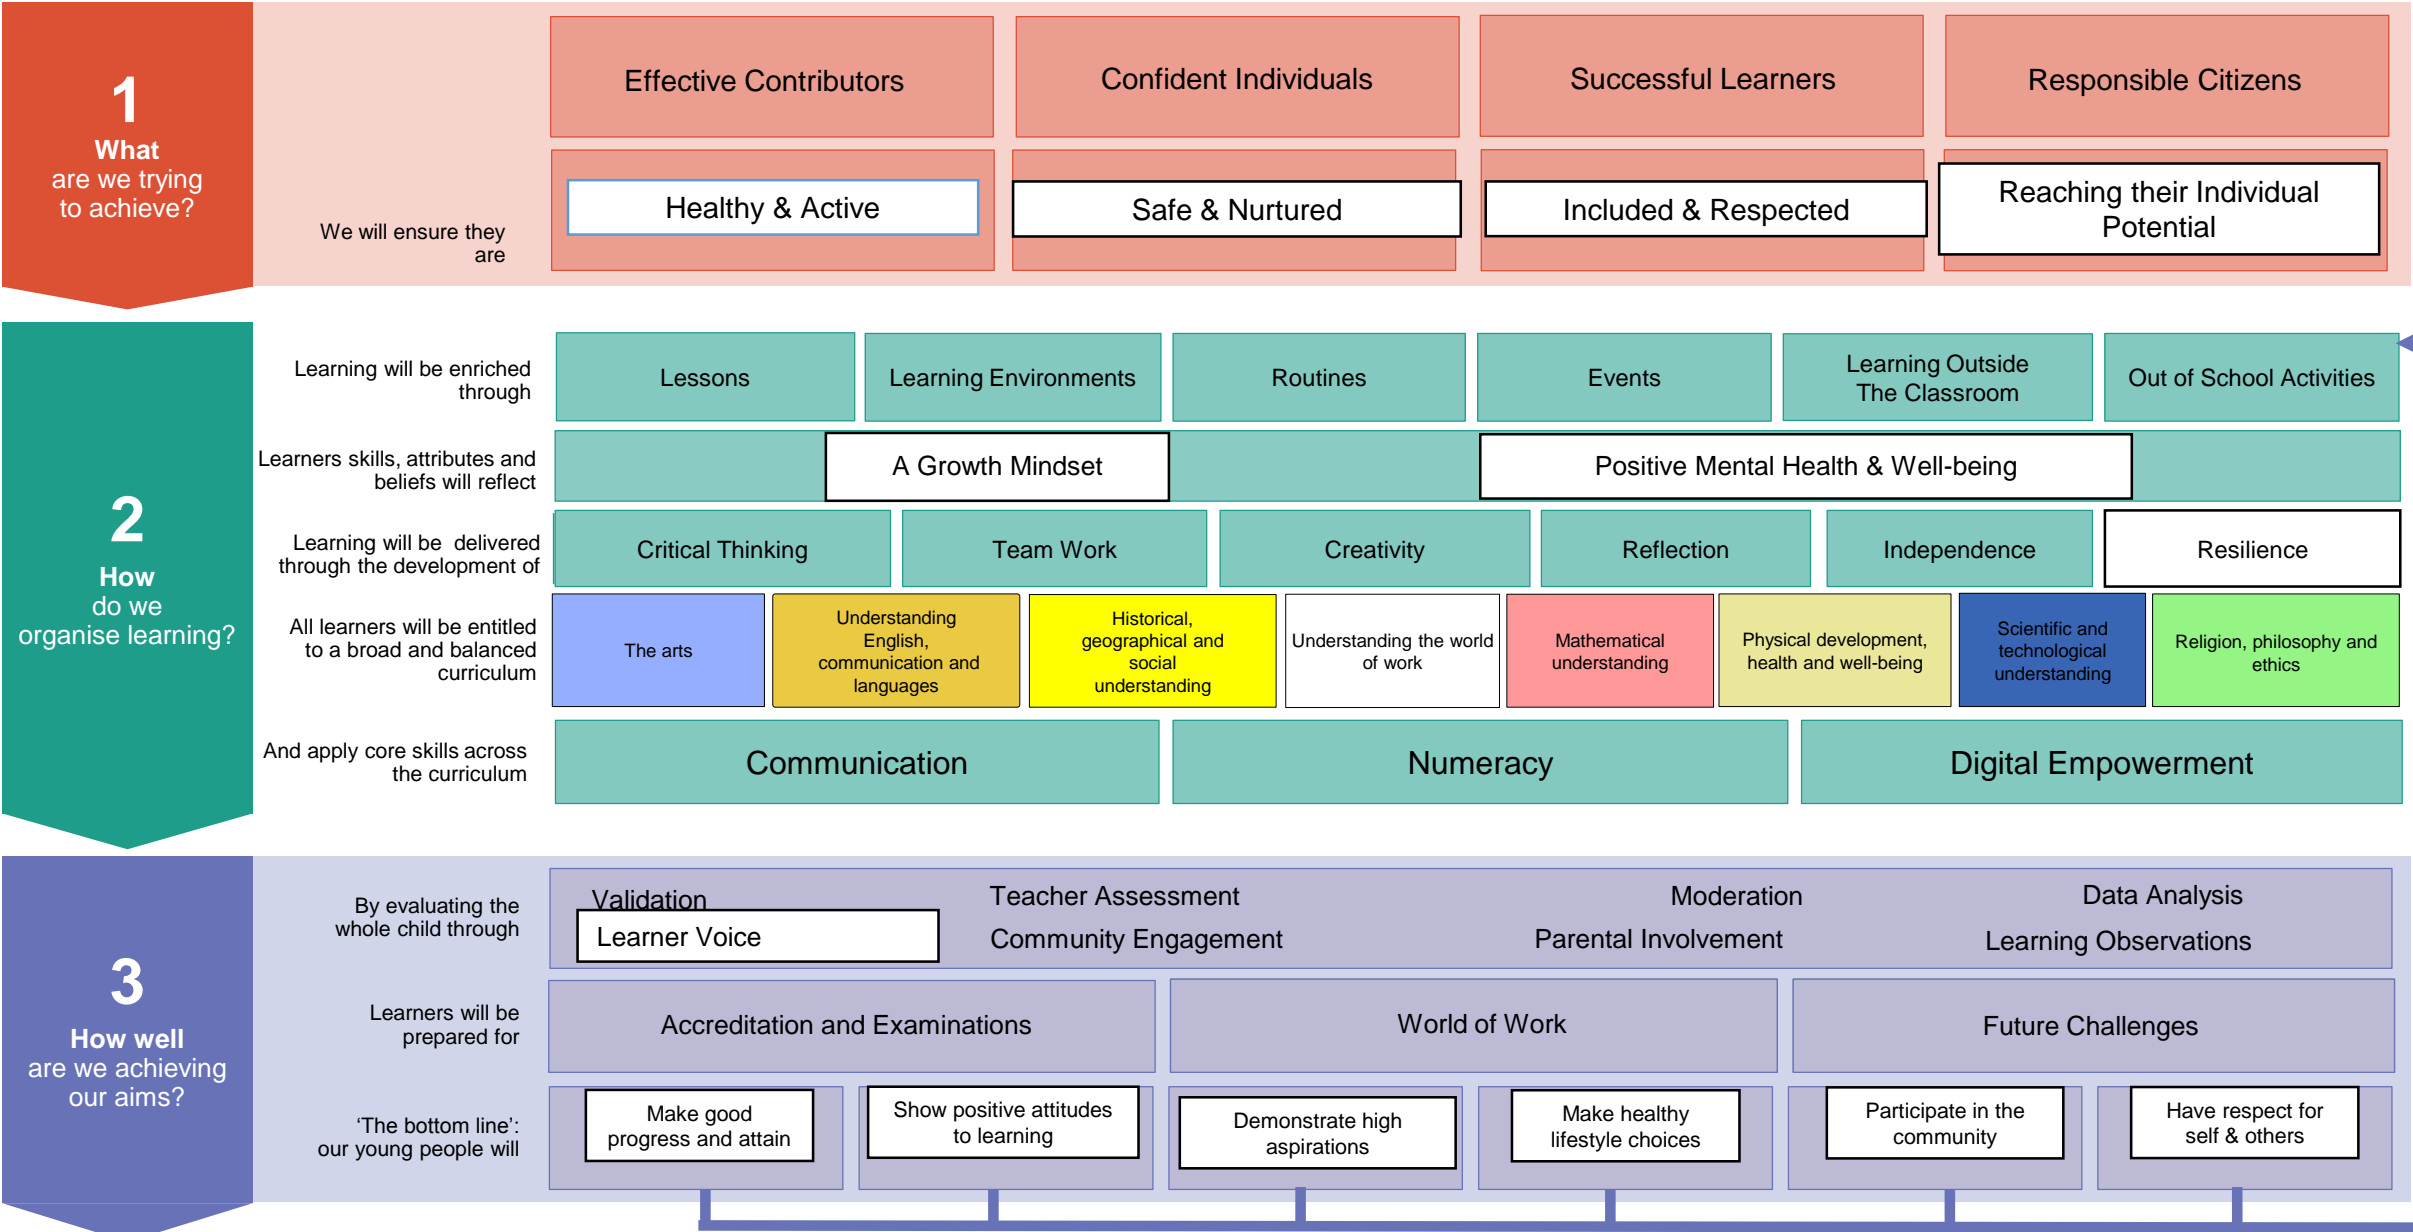 1
What
are we trying
to achieve?
Effective Contributors
Confident Individuals
Successful Learners
Responsible Citizens
We will ensure they
are
Healthy & Active
Safe & Nurtured
Included & Respected
Reaching their Individual
Potential
2
How
do we
organise learning?
Learning will be enriched
through
Lessons
Learning Environments
Routines
Events
Learning Outside
The Classroom
Out of School Activities
Learners skills, attributes and
beliefs will reflect
A Growth Mindset
Positive Mental Health & Well-being
Learning will be delivered
through the development of
Critical Thinking
Team Work
Creativity
Reflection
Independence
Resilience
All learners will be entitled
to a broad and balanced
curriculum
The arts
Understanding
English,
communication and
languages
Historical,
geographical and
social
understanding
Understanding the world
of work
Mathematical
understanding
Physical development,
health and well-being
Scientific and
technological
understanding
Religion, philosophy and
ethics
And apply core skills across
the curriculum
Communication
Numeracy
Digital Empowerment
3
How well
are we achieving
our aims?
By evaluating the
whole child through
Validation
Teacher Assessment
Moderation
Data Analysis
Learner Voice
Community Engagement
Parental Involvement
Learning Observations
Learners will be
prepared for
Accreditation and Examinations
World of Work
Future Challenges
‘The bottom line’:
our young people will
Make good
progress and attain
Show positive attitudes
to learning
Demonstrate high
aspirations
Make healthy
lifestyle choices
Participate in the
community
Have respect for
self & others